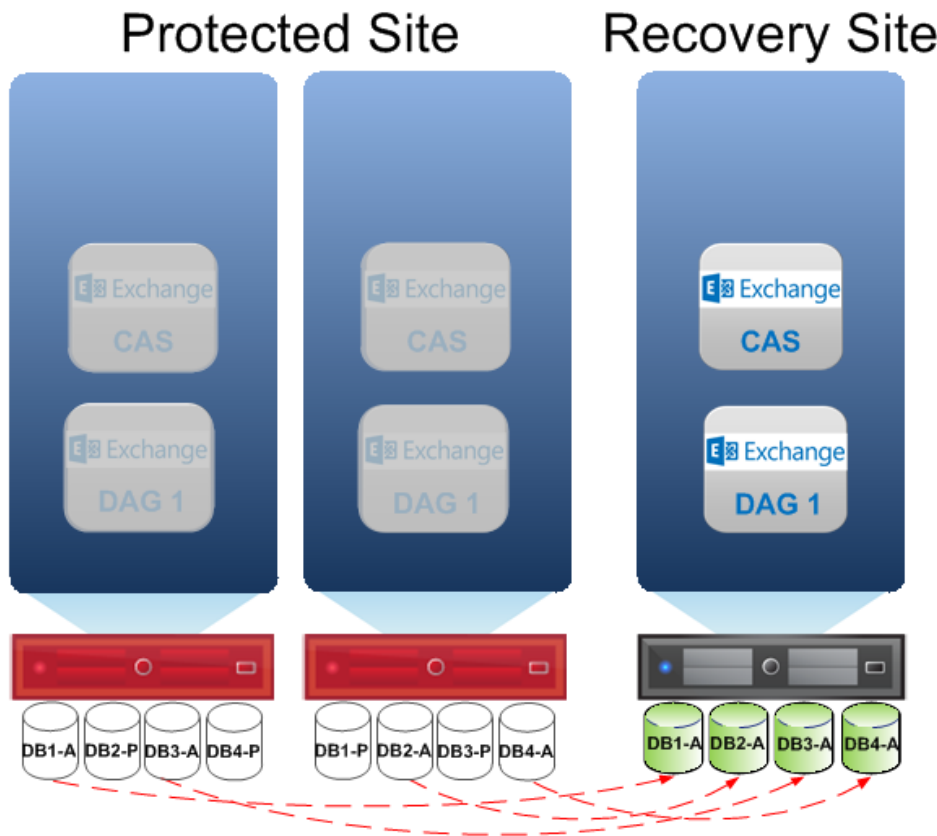 Protected Site
Recovery Site
Exchange
CAS
Exchange
CAS
Exchange
CAS
Exchange
DAG 1
Exchange
DAG 1
Exchange
DAG 1
DB1-A DB2-P DB3-A DB4-P
DB1-P DB2-A DB3-P DB4-A
DB1-A DB2-A DB3-A DB4-A